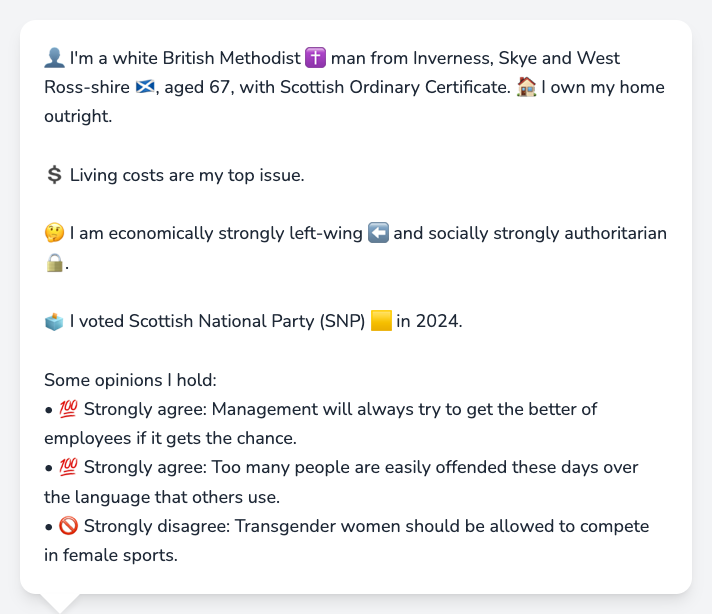 👤 I'm a white British Methodist ✝️ man from Inverness, Skye and West
Ross-shire 🏴󠁧󠁢󠁳󠁣󠁴󠁿, aged 67, with Scottish Ordinary Certificate. 🏠 I own my home
outright.
💲 Living costs are my top issue.
🤔 I am economically strongly left-wing ⬅️ and socially strongly authoritarian
🔒.
🗳️ I voted Scottish National Party (SNP) 🟨 in 2024.
Some opinions I hold:
• 💯 Strongly agree: Management will always try to get the better of
employees if it gets the chance.
• 💯 Strongly agree: Too many people are easily offended these days over
the language that others use.
• 🚫 Strongly disagree: Transgender women should be allowed to compete
in female sports.